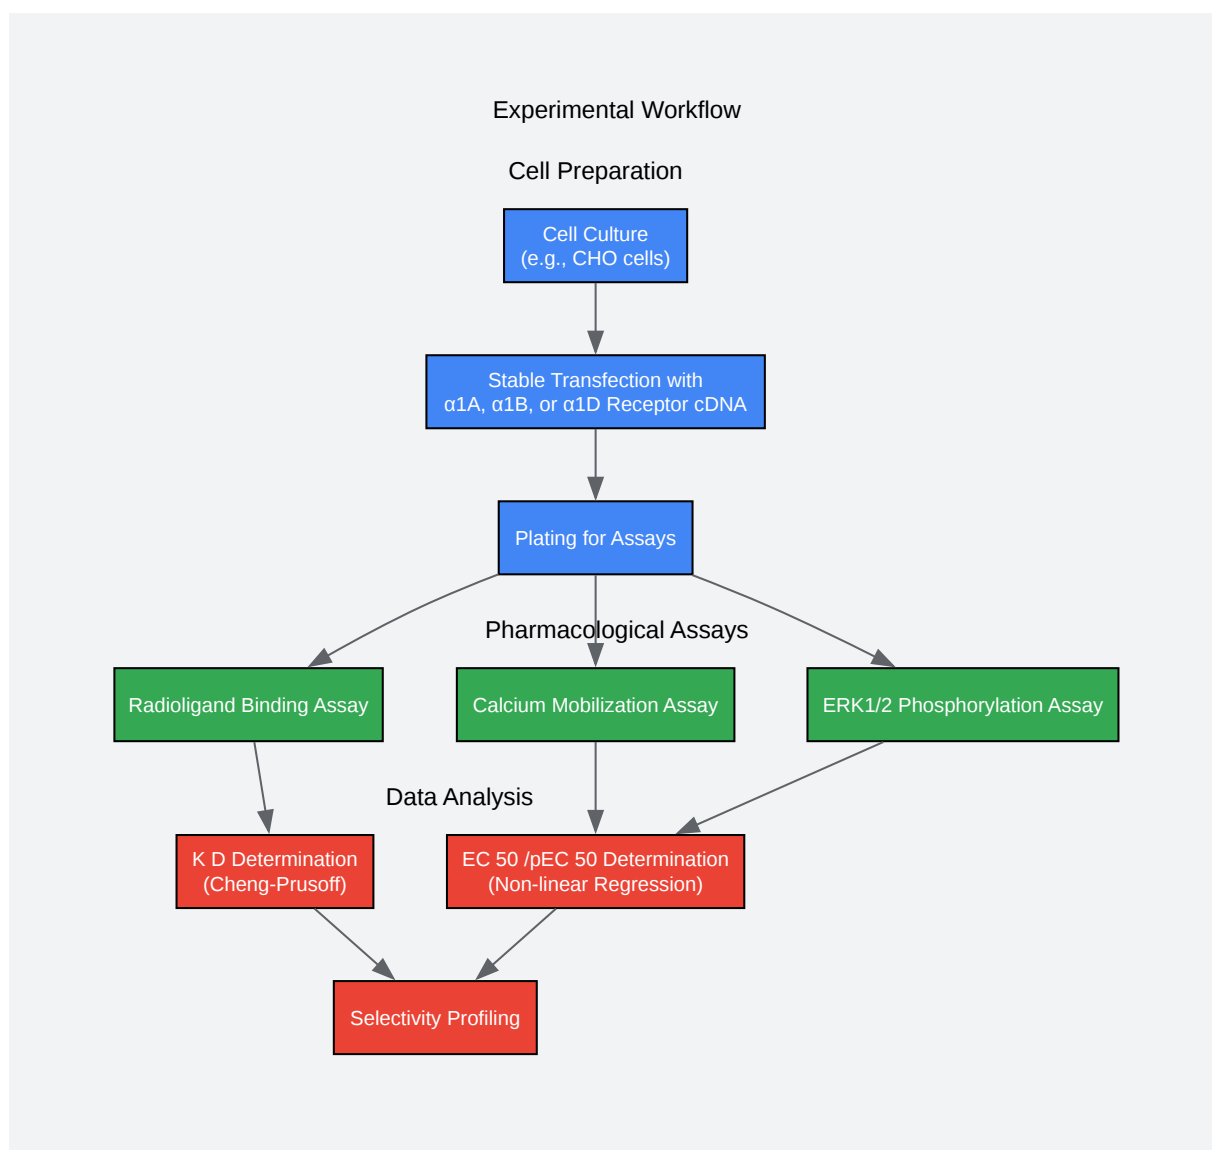 Experimental Workflow
Cell Preparation
Cell Culture
(e.g., CHO cells)
Stable Transfection with
α1A, α1B, or α1D Receptor cDNA
Plating for Assays
Pharmacological Assays
Radioligand Binding Assay
Calcium Mobilization Assay
ERK1/2 Phosphorylation Assay
Data Analysis
K D Determination
(Cheng-Prusoff)
EC 50 /pEC 50 Determination
(Non-linear Regression)
Selectivity Profiling